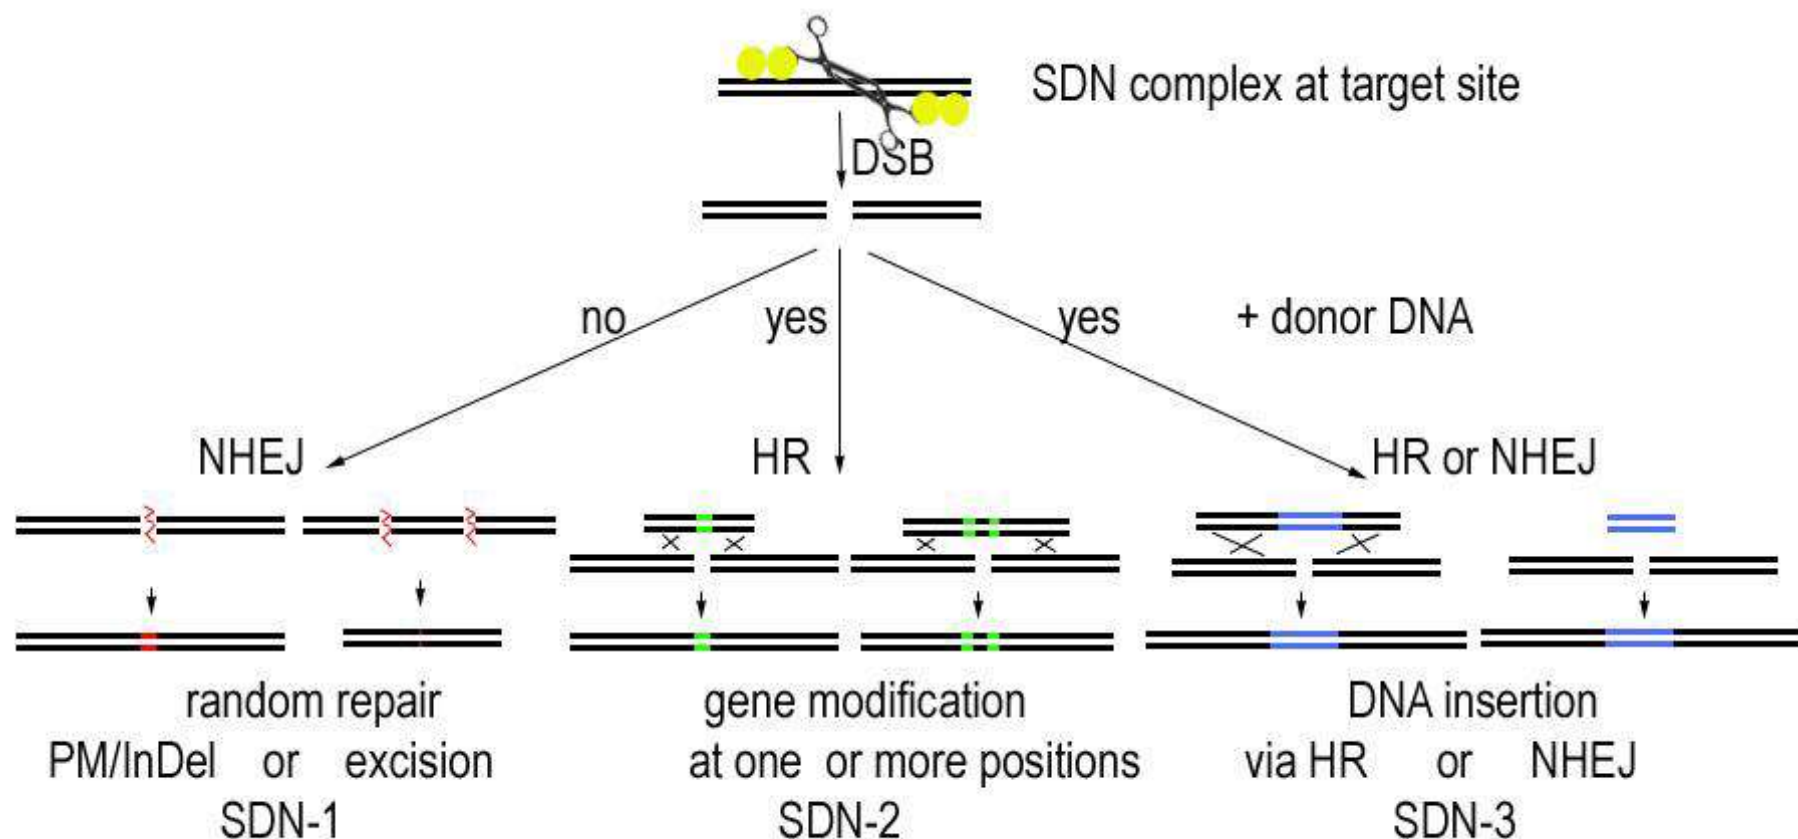 SDN complex at target site
DSB
no yes yes + donor DNA
NHEJ HR HR or NHEJ
random repair gene modification DNA insertion
PM/InDel or excision at one or more positions via HR or NHEJ
SDN-1 SDN-2 SDN-3